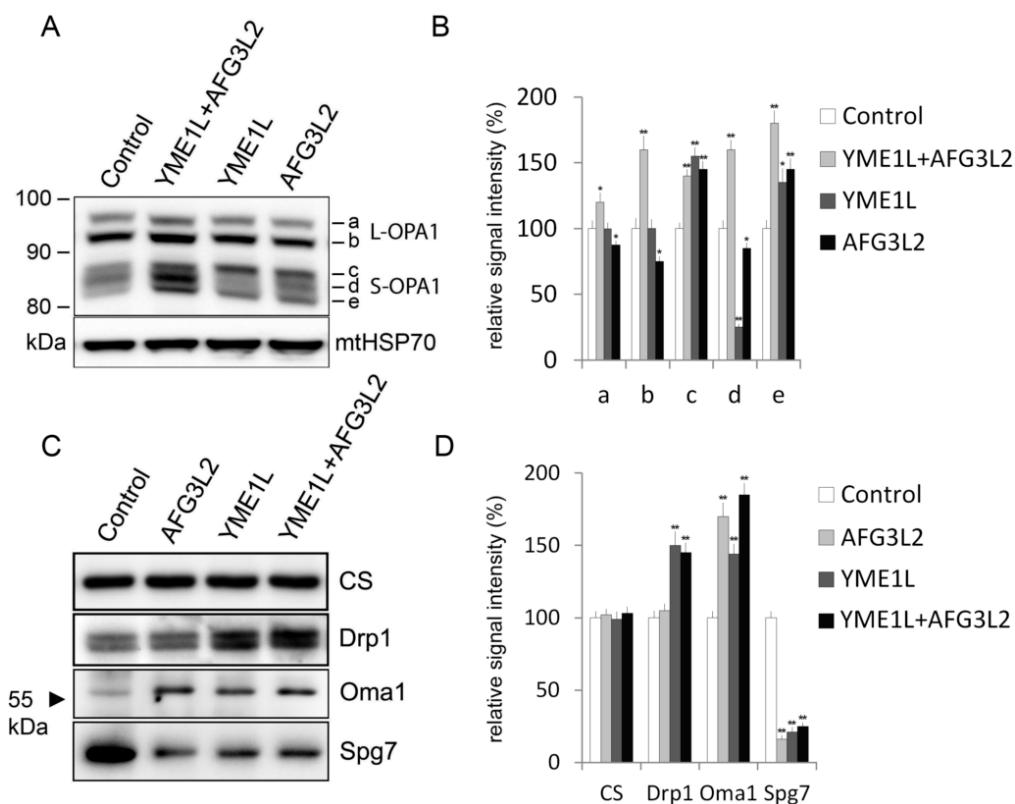 A
Control
YME1L+AFG3L2
YME1L
AFG3L2
100
90
80
kDa
a
b
L-OPA1
c
d
S-OPA1
e
mtHSP70
B
relative signal intensity (%)
200
150
100
50
0
*
*
**
*
**
**
**
**
**
*
**
*
**
a b c d e
Control
YME1L+AFG3L2
YME1L
AFG3L2
C
Control
AFG3L2
YME1L
YME1L+AFG3L2
CS
Drp1
55
kDa
Oma1
Spg7
D
relative signal intensity (%)
200
150
100
50
0
**
**
**
**
**
**
**
**
CS Drp1 Oma1 Spg7
Control
AFG3L2
YME1L
YME1L+AFG3L2